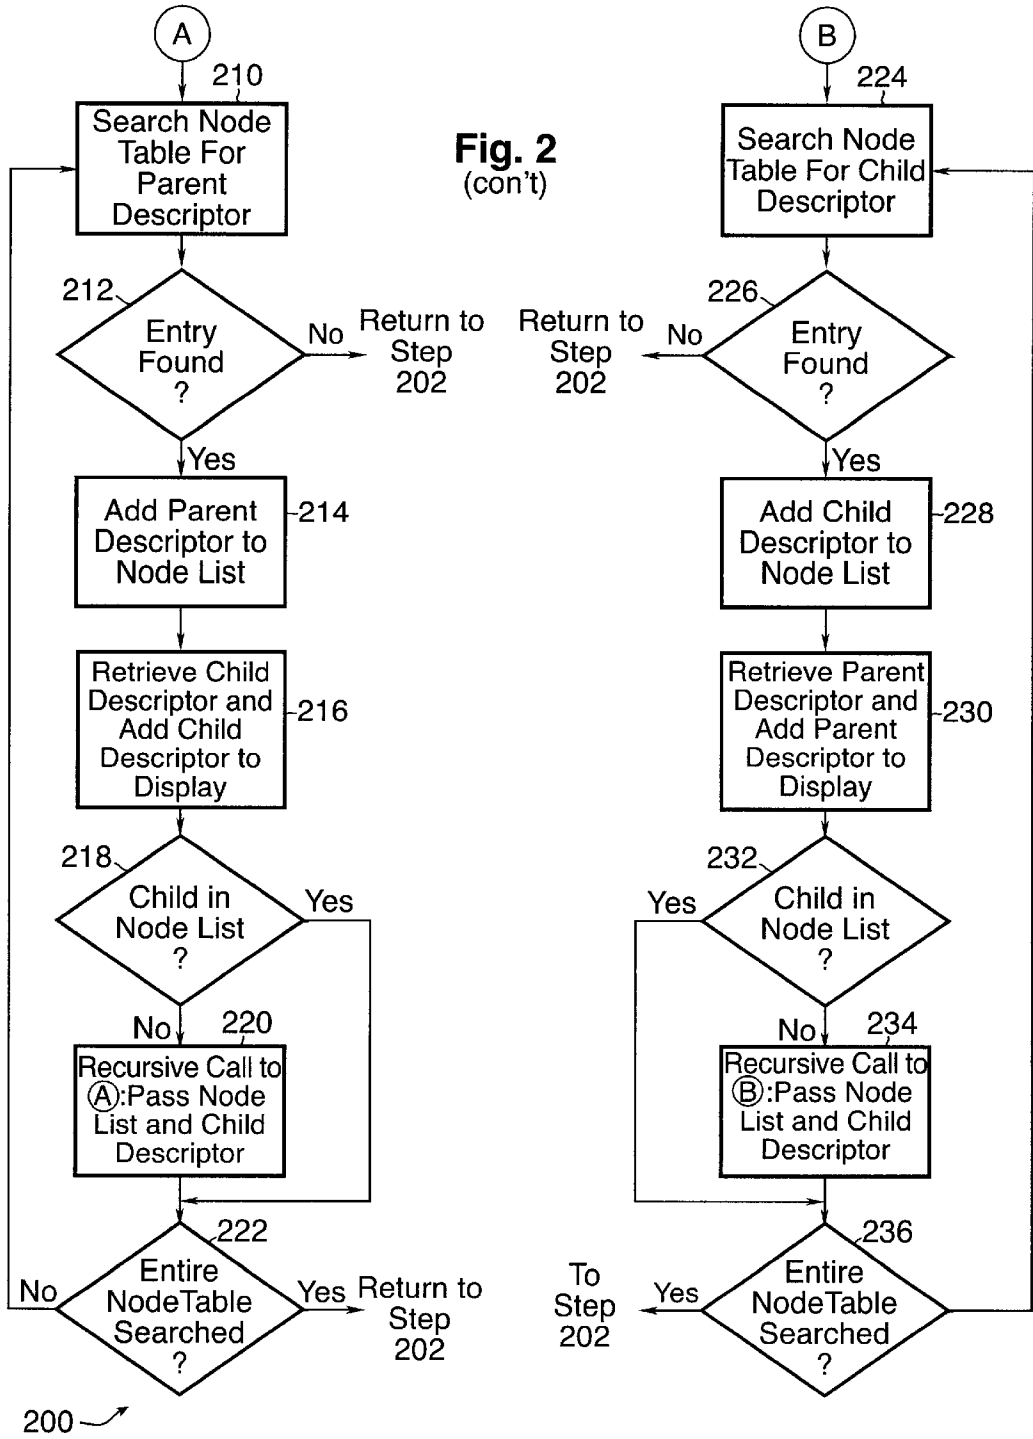 A
210
Search Node
Table For
Parent
Descriptor
212
Entry
Found
?
No
Return to
Step
202
Yes
Add Parent
Descriptor to
Node List
214
Retrieve Child
Descriptor and
Add Child
Descriptor to
Display
216
218
Child in
Node List
?
Yes
No
220
Recursive Call to
A:Pass Node
List and Child
Descriptor
222
Entire
NodeTable
Searched
?
No
Yes
Return to
Step
202
200
Fig. 2
(con't)
B
224
Search Node
Table For Child
Descriptor
226
Entry
Found
?
No
Return to
Step
202
Yes
Add Child
Descriptor to
Node List
228
Retrieve Parent
Descriptor and
Add Parent
Descriptor to
Display
230
232
Child in
Node List
?
Yes
No
234
Recursive Call to
B:Pass Node
List and Child
Descriptor
236
Entire
NodeTable
Searched
?
Yes
To
Step
202